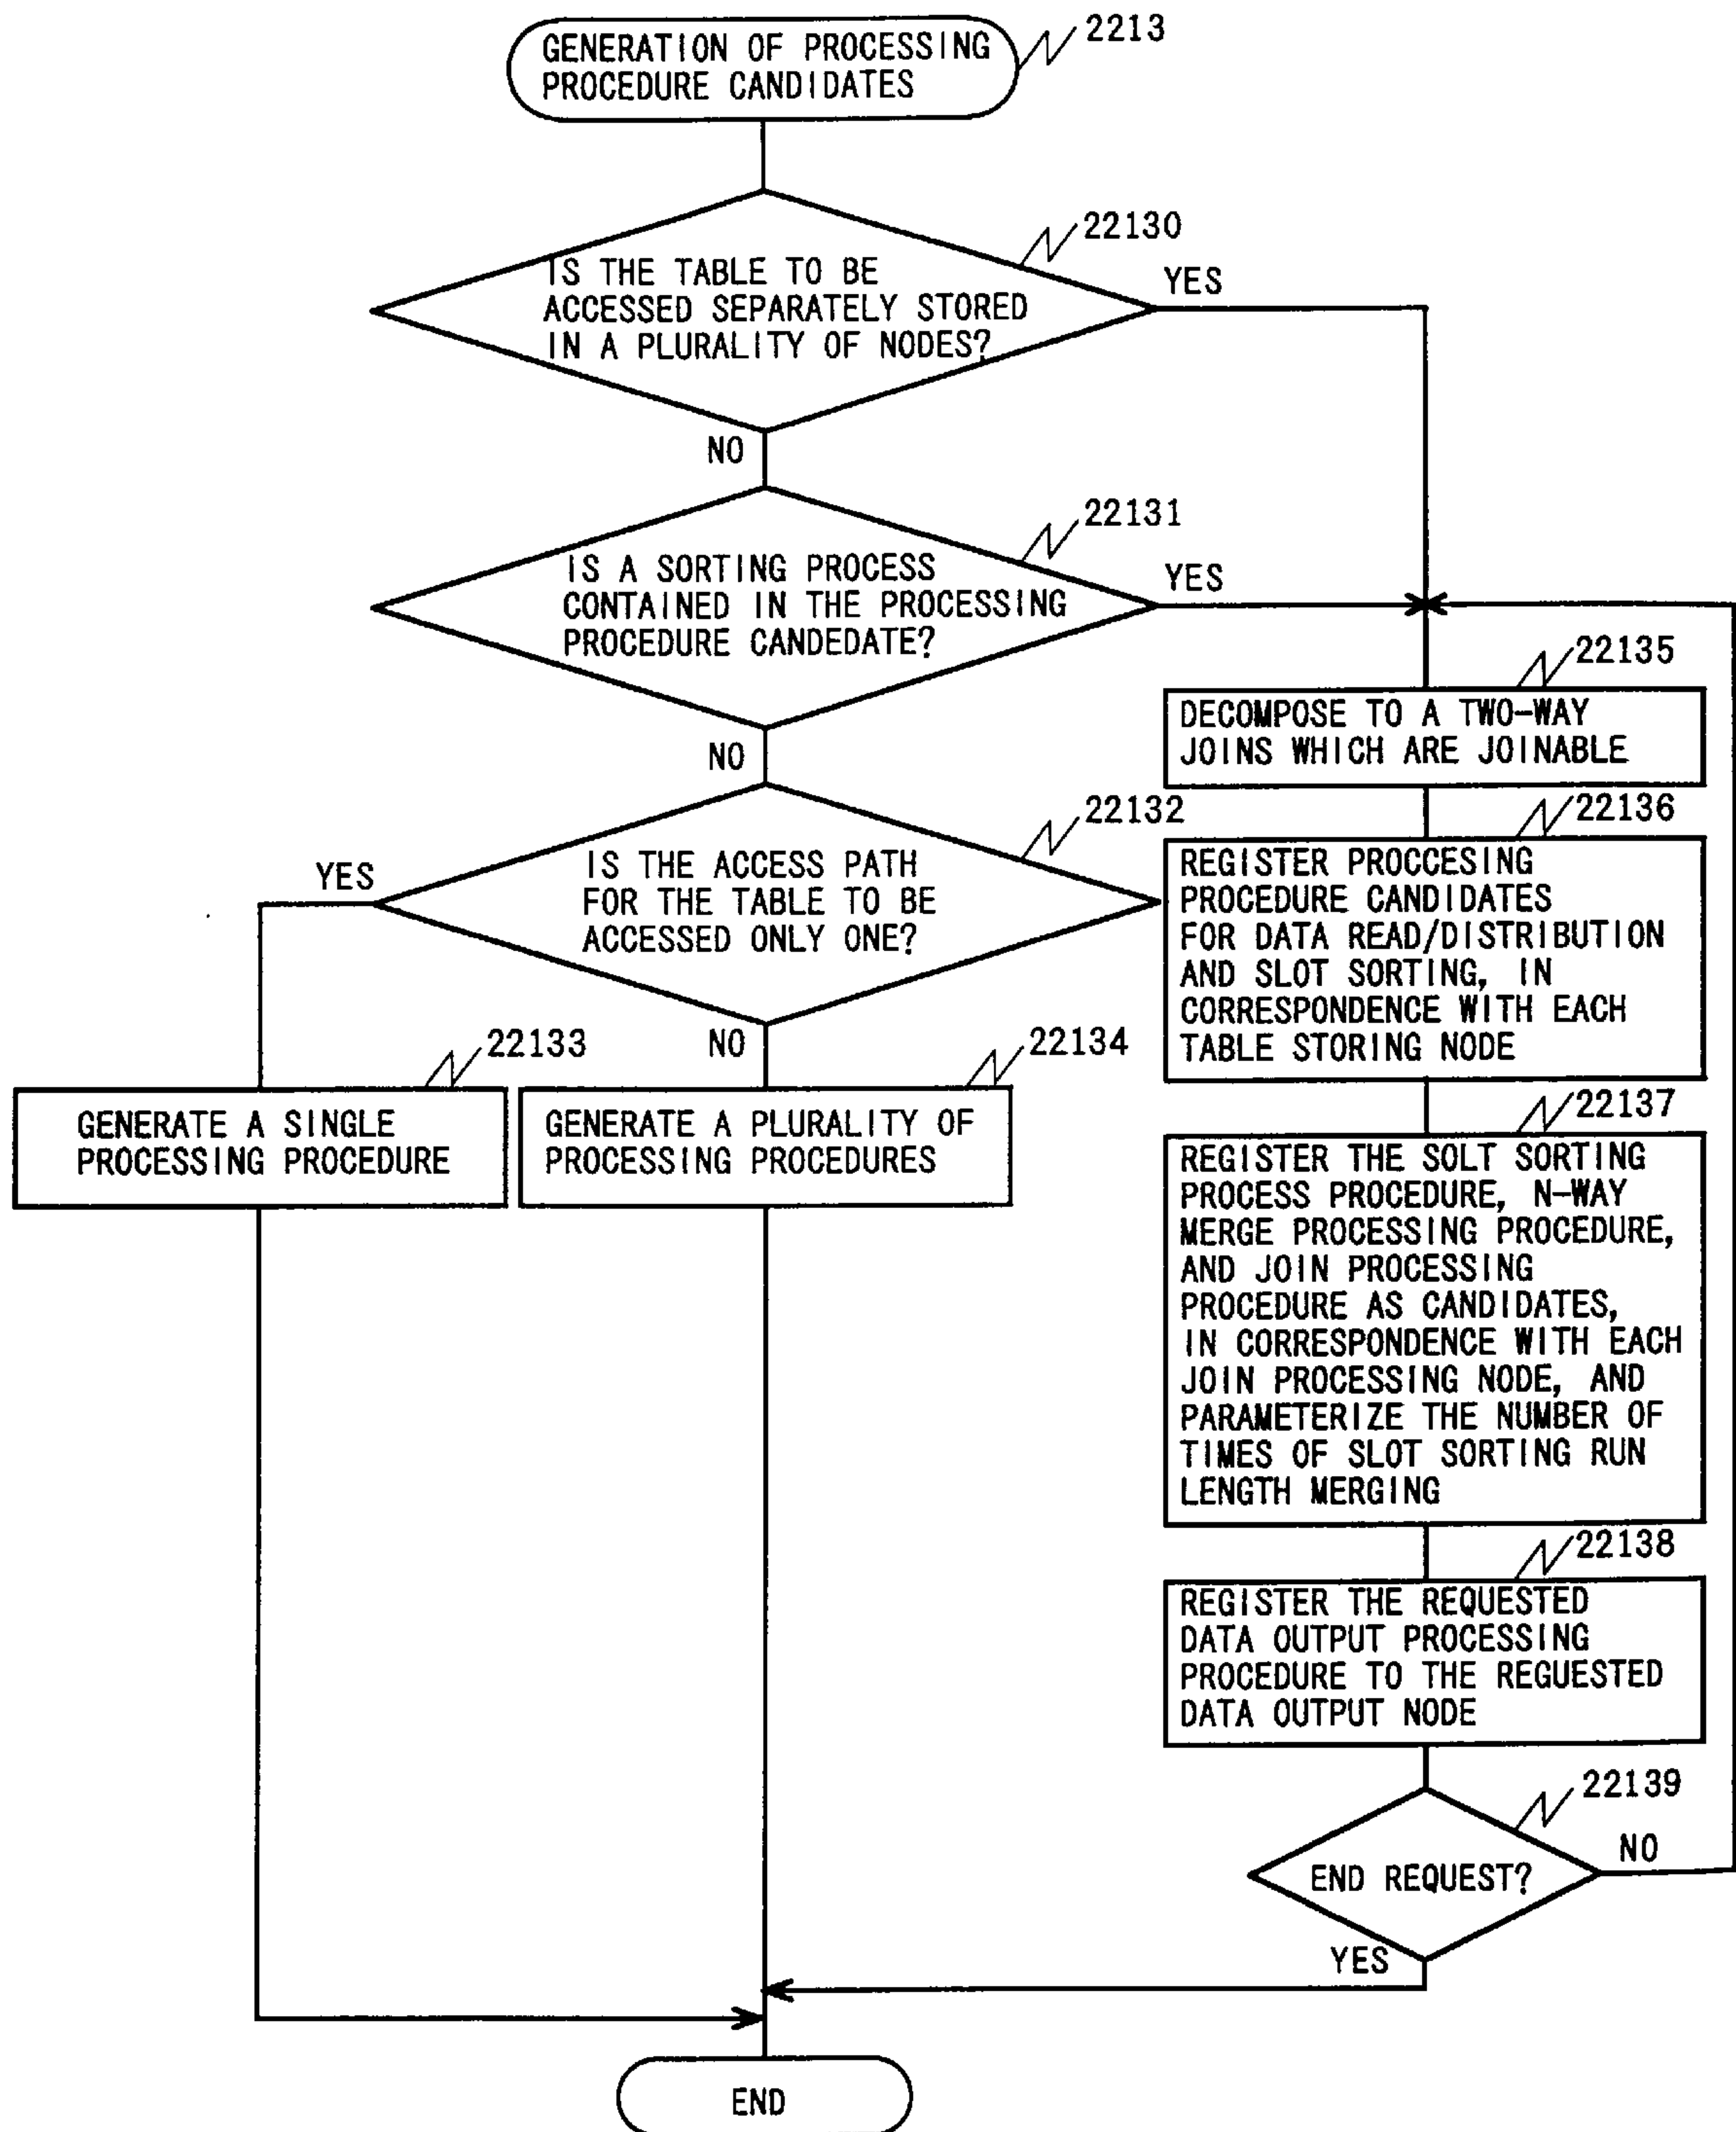 GENERATION OF PROCESSING
PROCEDURE CANDIDATES
2213
22130
IS THE TABLE TO BE
ACCESSED SEPARATELY STORED
IN A PLURALITY OF NODES?
YES
NO
22131
IS A SORTING PROCESS
CONTAINED IN THE PROCESSING
PROCEDURE CANDEDATE?
YES
NO
22132
IS THE ACCESS PATH
FOR THE TABLE TO BE
ACCESSED ONLY ONE?
YES
NO
22133
GENERATE A SINGLE
PROCESSING PROCEDURE
22134
GENERATE A PLURALITY OF
PROCESSING PROCEDURES
22135
DECOMPOSE TO A TWO-WAY
JOINS WHICH ARE JOINABLE
22136
REGISTER PROCCESING
PROCEDURE CANDIDATES
FOR DATA READ/DISTRIBUTION
AND SLOT SORTING, IN
CORRESPONDENCE WITH EACH
TABLE STORING NODE
22137
REGISTER THE SOLT SORTING
PROCESS PROCEDURE, N-WAY
MERGE PROCESSING PROCEDURE,
AND JOIN PROCESSING
PROCEDURE AS CANDIDATES,
IN CORRESPONDENCE WITH EACH
JOIN PROCESSING NODE, AND
PARAMETERIZE THE NUMBER OF
TIMES OF SLOT SORTING RUN
LENGTH MERGING
22138
REGISTER THE REQUESTED
DATA OUTPUT PROCESSING
PROCEDURE TO THE REGUESTED
DATA OUTPUT NODE
22139
END REQUEST?
NO
YES
END